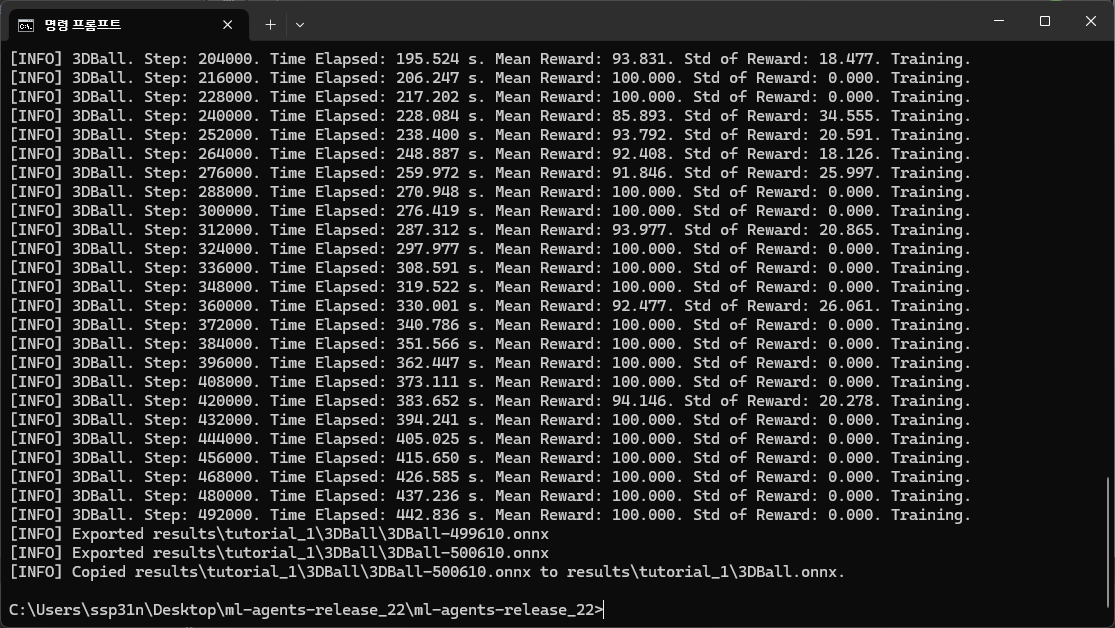 명령 프롬프트
[INFO] 3DBall. Step: 204000. Time Elapsed: 195.524 s. Mean Reward: 93.831. Std of Reward: 18.477. Training.
[INFO] 3DBall. Step: 216000. Time Elapsed: 206.247 s. Mean Reward: 100.000. Std of Reward: 0.000. Training.
[INFO] 3DBall. Step: 228000. Time Elapsed: 217.202 s. Mean Reward: 100.000. Std of Reward: 0.000. Training.
[INFO] 3DBall. Step: 240000. Time Elapsed: 228.084 s. Mean Reward: 85.893. Std of Reward: 34.555. Training.
[INFO] 3DBall. Step: 252000. Time Elapsed: 238.400 s. Mean Reward: 93.792. Std of Reward: 20.591. Training.
[INFO] 3DBall. Step: 264000. Time Elapsed: 248.887 s. Mean Reward: 92.408. Std of Reward: 18.126. Training.
[INFO] 3DBall. Step: 276000. Time Elapsed: 259.972 s. Mean Reward: 91.846. Std of Reward: 25.997. Training.
[INFO] 3DBall. Step: 288000. Time Elapsed: 270.948 s. Mean Reward: 100.000. Std of Reward: 0.000. Training.
[INFO] 3DBall. Step: 300000. Time Elapsed: 276.419 s. Mean Reward: 100.000. Std of Reward: 0.000. Training.
[INFO] 3DBall. Step: 312000. Time Elapsed: 287.312 s. Mean Reward: 93.977. Std of Reward: 20.865. Training.
[INFO] 3DBall. Step: 324000. Time Elapsed: 297.977 s. Mean Reward: 100.000. Std of Reward: 0.000. Training.
[INFO] 3DBall. Step: 336000. Time Elapsed: 308.591 s. Mean Reward: 100.000. Std of Reward: 0.000. Training.
[INFO] 3DBall. Step: 348000. Time Elapsed: 319.522 s. Mean Reward: 100.000. Std of Reward: 0.000. Training.
[INFO] 3DBall. Step: 360000. Time Elapsed: 330.001 s. Mean Reward: 92.477. Std of Reward: 26.061. Training.
[INFO] 3DBall. Step: 372000. Time Elapsed: 340.786 s. Mean Reward: 100.000. Std of Reward: 0.000. Training.
[INFO] 3DBall. Step: 384000. Time Elapsed: 351.566 s. Mean Reward: 100.000. Std of Reward: 0.000. Training.
[INFO] 3DBall. Step: 396000. Time Elapsed: 362.447 s. Mean Reward: 100.000. Std of Reward: 0.000. Training.
[INFO] 3DBall. Step: 408000. Time Elapsed: 373.111 s. Mean Reward: 100.000. Std of Reward: 0.000. Training.
[INFO] 3DBall. Step: 420000. Time Elapsed: 383.652 s. Mean Reward: 94.146. Std of Reward: 20.278. Training.
[INFO] 3DBall. Step: 432000. Time Elapsed: 394.241 s. Mean Reward: 100.000. Std of Reward: 0.000. Training.
[INFO] 3DBall. Step: 444000. Time Elapsed: 405.025 s. Mean Reward: 100.000. Std of Reward: 0.000. Training.
[INFO] 3DBall. Step: 456000. Time Elapsed: 415.650 s. Mean Reward: 100.000. Std of Reward: 0.000. Training.
[INFO] 3DBall. Step: 468000. Time Elapsed: 426.585 s. Mean Reward: 100.000. Std of Reward: 0.000. Training.
[INFO] 3DBall. Step: 480000. Time Elapsed: 437.236 s. Mean Reward: 100.000. Std of Reward: 0.000. Training.
[INFO] 3DBall. Step: 492000. Time Elapsed: 442.836 s. Mean Reward: 100.000. Std of Reward: 0.000. Training.
[INFO] Exported results\tutorial_1\3DBall\3DBall-499610.onnx
[INFO] Exported results\tutorial_1\3DBall\3DBall-500610.onnx
[INFO] Copied results\tutorial_1\3DBall\3DBall-500610.onnx to results\tutorial_1\3DBall.onnx.
C:\Users\ssp31n\Desktop\ml-agents-release_22\ml-agents-release_22>